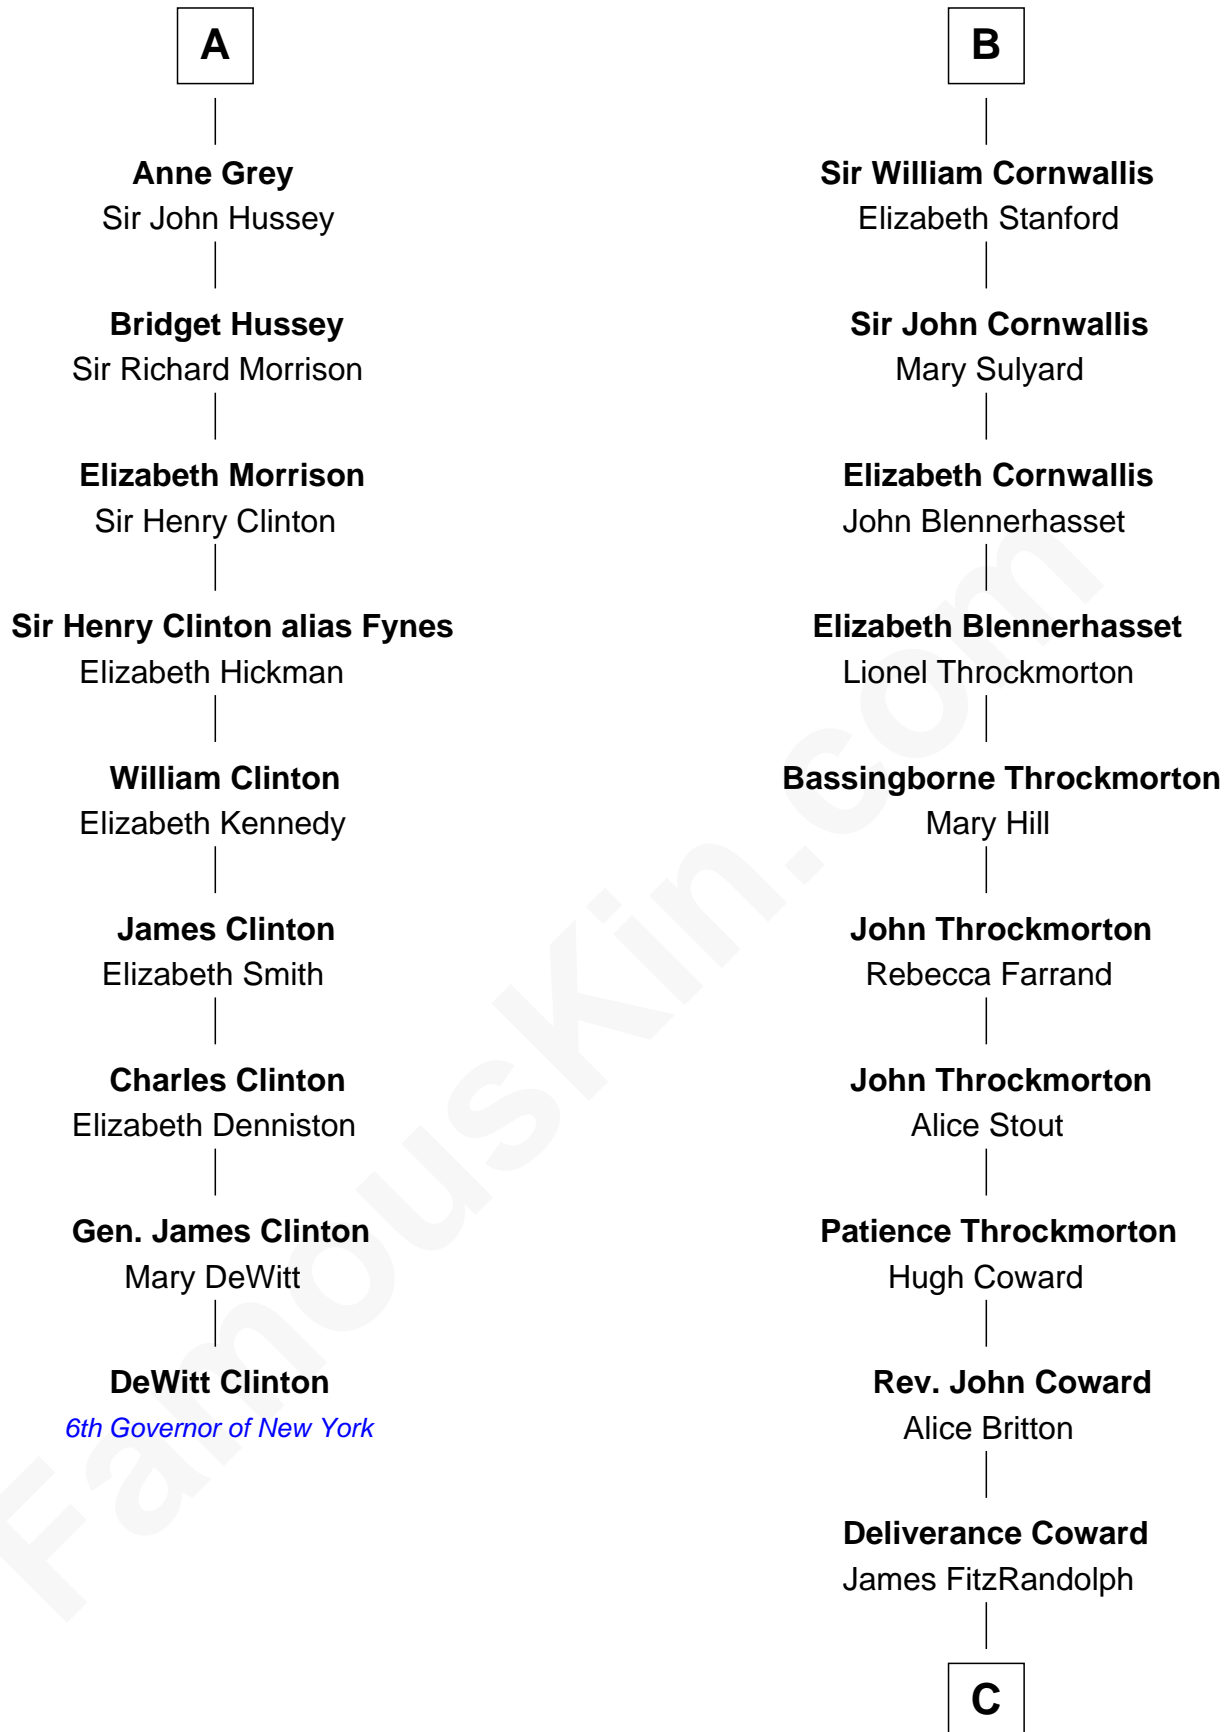 A
Anne Grey
Sir John Hussey
Bridget Hussey
Sir Richard Morrison
Elizabeth Morrison
Sir Henry Clinton
Sir Henry Clinton alias Fynes
Elizabeth Hickman
William Clinton
Elizabeth Kennedy
James Clinton
Elizabeth Smith
Charles Clinton
Elizabeth Denniston
Gen. James Clinton
Mary DeWitt
DeWitt Clinton
6th Governor of New York
B
Sir William Cornwallis
Elizabeth Stanford
Sir John Cornwallis
Mary Sulyard
Elizabeth Cornwallis
John Blennerhasset
Elizabeth Blennerhasset
Lionel Throckmorton
Bassingborne Throckmorton
Mary Hill
John Throckmorton
Rebecca Farrand
John Throckmorton
Alice Stout
Patience Throckmorton
Hugh Coward
Rev. John Coward
Alice Britton
Deliverance Coward
James FitzRandolph
C
FamousKin.com